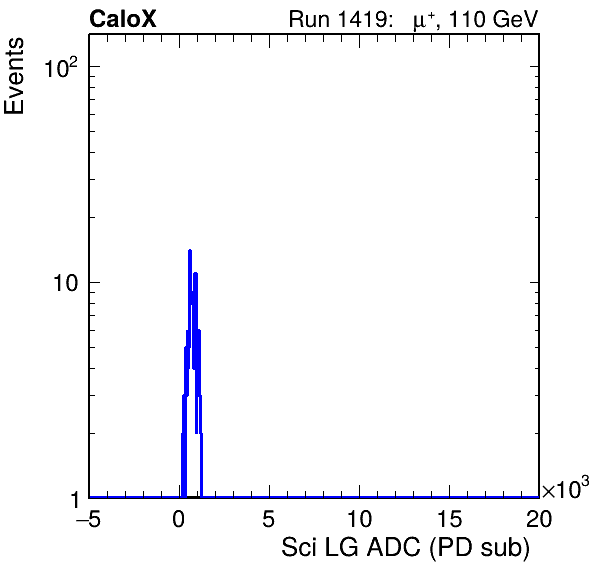 CaloX Run 1419: μ⁺, 110 GeV
Events
10²
10
1
−5 0 5 10 15 20
×10³
Sci LG ADC (PD sub)